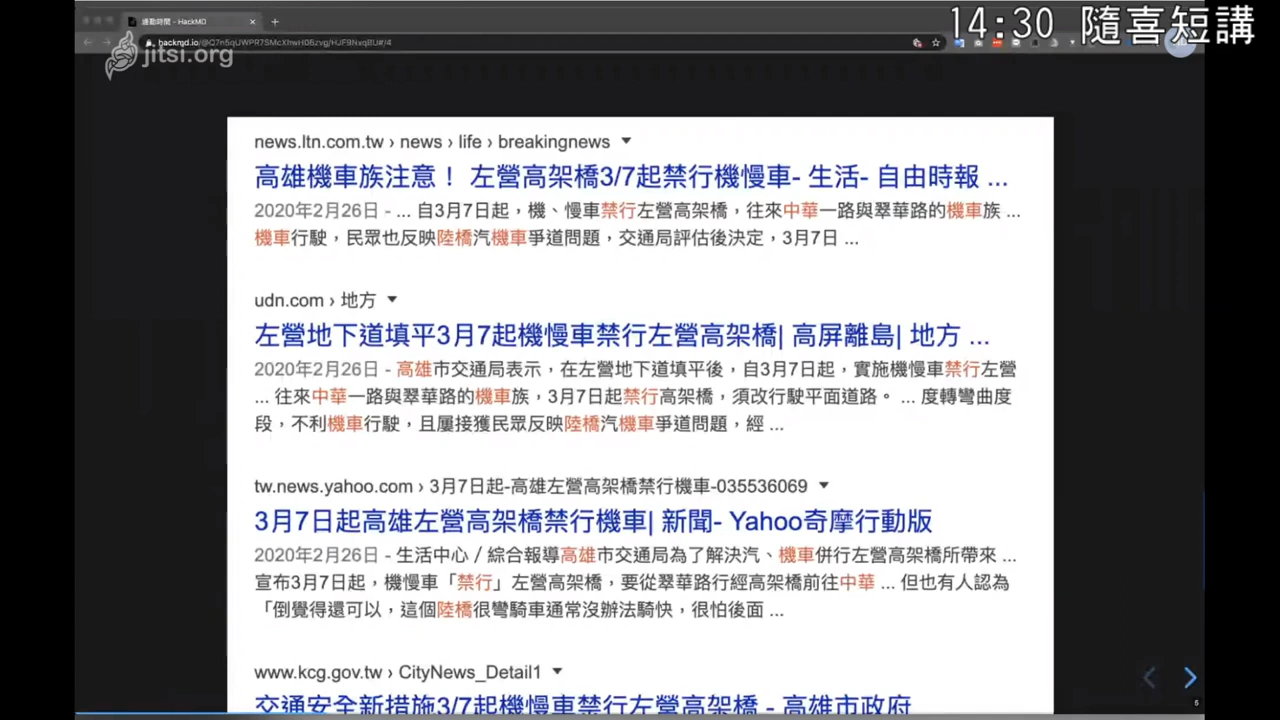 14:30 隨喜短講
運動時間 - HackMD
jitsi.org
news.ltn.com.tw › news › life › breakingnews
高雄機車族注意！ 左營高架橋3/7起禁行機慢車- 生活- 自由時報 ...
2020年2月26日 - ... 自3月7日起，機、慢車禁行左營高架橋，往來中華一路與翠華路的機車族 ...
機車行駛，民眾也反映陸橋汽機車爭道問題，交通局評估後決定，3月7日 ...
udn.com › 地方
左營地下道填平3月7起機慢車禁行左營高架橋| 高屏離島| 地方 ...
2020年2月26日 - 高雄市交通局表示，在左營地下道填平後，自3月7日起，實施機慢車禁行左營
... 往來中華一路與翠華路的機車族，3月7日起禁行高架橋，須改行駛平面道路。 ... 度轉彎曲度
段，不利機車行駛，且屢接獲民眾反映陸橋汽機車爭道問題，經 ...
tw.news.yahoo.com › 3月7日起-高雄左營高架橋禁行機車-035536069
3月7日起高雄左營高架橋禁行機車| 新聞- Yahoo奇摩行動版
2020年2月26日 - 生活中心／綜合報導高雄市交通局為了解決汽、機車併行左營高架橋所帶來 ...
宣布3月7日起，機慢車「禁行」左營高架橋，要從翠華路行經高架橋前往中華 ... 但也有人認為
「倒覺得還可以，這個陸橋很彎騎車通常沒辦法騎快，很怕後面 ...
www.kcg.gov.tw › CityNews_Detail1
交通安全新措施3/7起機慢車禁行左營高架橋 - 高雄市政府
5